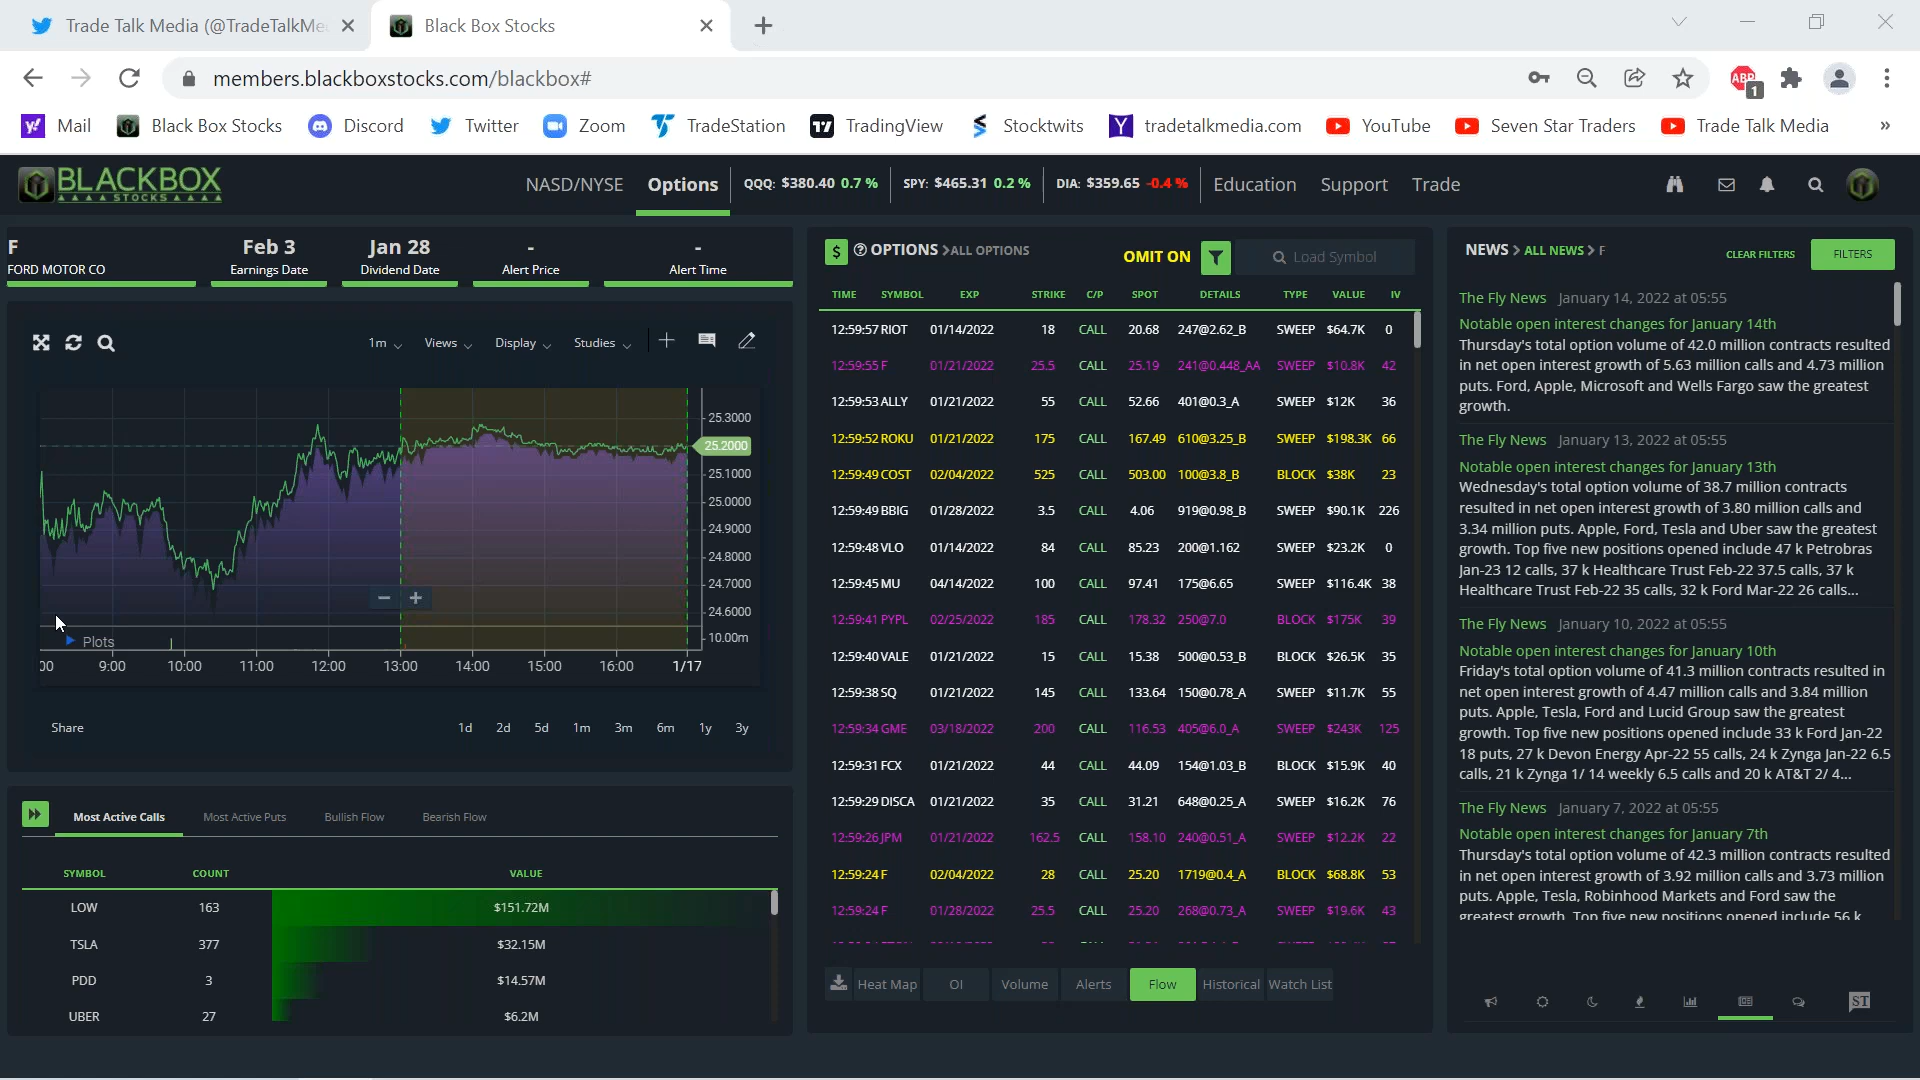 Trade Talk Media (@TradeTalkMe
Black Box Stocks
members.blackboxstocks.com/blackbox#
ABP
1
Mail
Black Box Stocks
Discord
Twitter
Zoom
TradeStation
TradingView
Stocktwits
tradetalkmedia.com
YouTube
Seven Star Traders
Trade Talk Media
»
BLACKBOX
STOCKS
NASD/NYSE
Options
QQQ: $380.40 0.7 %
SPY: $465.31 0.2 %
DIA: $359.65 -0.4 %
Education
Support
Trade
F
FORD MOTOR CO
Feb 3
Earnings Date
Jan 28
Dividend Date
-
Alert Price
-
Alert Time
1m
Views
Display
Studies
25.3000
25.2000
25.1000
25.0000
24.9000
24.8000
24.7000
24.6000
10.00m
Plots
00 9:00 10:00 11:00 12:00 13:00 14:00 15:00 16:00 1/17
Share
1d 2d 5d 1m 3m 6m 1y 3y
Most Active Calls
Most Active Puts
Bullish Flow
Bearish Flow
SYMBOL COUNT VALUE
LOW 163 $151.72M
TSLA 377 $32.15M
PDD 3 $14.57M
UBER 27 $6.2M
$ OPTIONS >ALL OPTIONS
OMIT ON
Load Symbol
TIME SYMBOL EXP STRIKE C/P SPOT DETAILS TYPE VALUE IV
12:59:57 RIOT 01/14/2022 18 CALL 20.68 247@2.62_B SWEEP $64.7K 0
12:59:55 F 01/21/2022 25.5 CALL 25.19 241@0.448_AA SWEEP $10.8K 42
12:59:53 ALLY 01/21/2022 55 CALL 52.66 401@0.3_A SWEEP $12K 36
12:59:52 ROKU 01/21/2022 175 CALL 167.49 610@3.25_B SWEEP $198.3K 66
12:59:49 COST 02/04/2022 525 CALL 503.00 100@3.8_B BLOCK $38K 23
12:59:49 BBIG 01/28/2022 3.5 CALL 4.06 919@0.98_B SWEEP $90.1K 226
12:59:48 VLO 01/14/2022 84 CALL 85.23 200@1.162 SWEEP $23.2K 0
12:59:45 MU 04/14/2022 100 CALL 97.41 175@6.65 SWEEP $116.4K 38
12:59:41 PYPL 02/25/2022 185 CALL 178.32 250@7.0 BLOCK $175K 39
12:59:40 VALE 01/21/2022 15 CALL 15.38 500@0.53_B BLOCK $26.5K 35
12:59:38 SQ 01/21/2022 145 CALL 133.64 150@0.78_A SWEEP $11.7K 55
12:59:34 GME 03/18/2022 200 CALL 116.53 405@6.0_A SWEEP $243K 125
12:59:31 FCX 01/21/2022 44 CALL 44.09 154@1.03_B BLOCK $15.9K 40
12:59:29 DISCA 01/21/2022 35 CALL 31.21 648@0.25_A SWEEP $16.2K 76
12:59:26 JPM 01/21/2022 162.5 CALL 158.10 240@0.51_A SWEEP $12.2K 22
12:59:24 F 02/04/2022 28 CALL 25.20 1719@0.4_A BLOCK $68.8K 53
12:59:24 F 01/28/2022 25.5 CALL 25.20 268@0.73_A SWEEP $19.6K 43
Heat Map
OI
Volume
Alerts
Flow
Historical
Watch List
NEWS > ALL NEWS > F
CLEAR FILTERS
FILTERS
The Fly News January 14, 2022 at 05:55
Notable open interest changes for January 14th
Thursday's total option volume of 42.0 million contracts resulted
in net open interest growth of 5.63 million calls and 4.73 million
puts. Ford, Apple, Microsoft and Wells Fargo saw the greatest
growth.
The Fly News January 13, 2022 at 05:55
Notable open interest changes for January 13th
Wednesday's total option volume of 38.7 million contracts
resulted in net open interest growth of 3.80 million calls and
3.34 million puts. Apple, Ford, Tesla and Uber saw the greatest
growth. Top five new positions opened include 47 k Petrobras
Jan-23 12 calls, 37 k Healthcare Trust Feb-22 37.5 calls, 37 k
Healthcare Trust Feb-22 35 calls, 32 k Ford Mar-22 26 calls...
The Fly News January 10, 2022 at 05:55
Notable open interest changes for January 10th
Friday's total option volume of 41.3 million contracts resulted in
net open interest growth of 4.47 million calls and 3.84 million
puts. Apple, Tesla, Ford and Lucid Group saw the greatest
growth. Top five new positions opened include 33 k Ford Jan-22
18 puts, 27 k Devon Energy Apr-22 55 calls, 24 k Zynga Jan-22 6.5
calls, 21 k Zynga 1/ 14 weekly 6.5 calls and 20 k AT&T 2/ 4...
The Fly News January 7, 2022 at 05:55
Notable open interest changes for January 7th
Thursday's total option volume of 42.3 million contracts resulted
in net open interest growth of 3.92 million calls and 3.73 million
puts. Apple, Tesla, Robinhood Markets and Ford saw the
greatest growth. Top five new positions opened include 56 k
ST